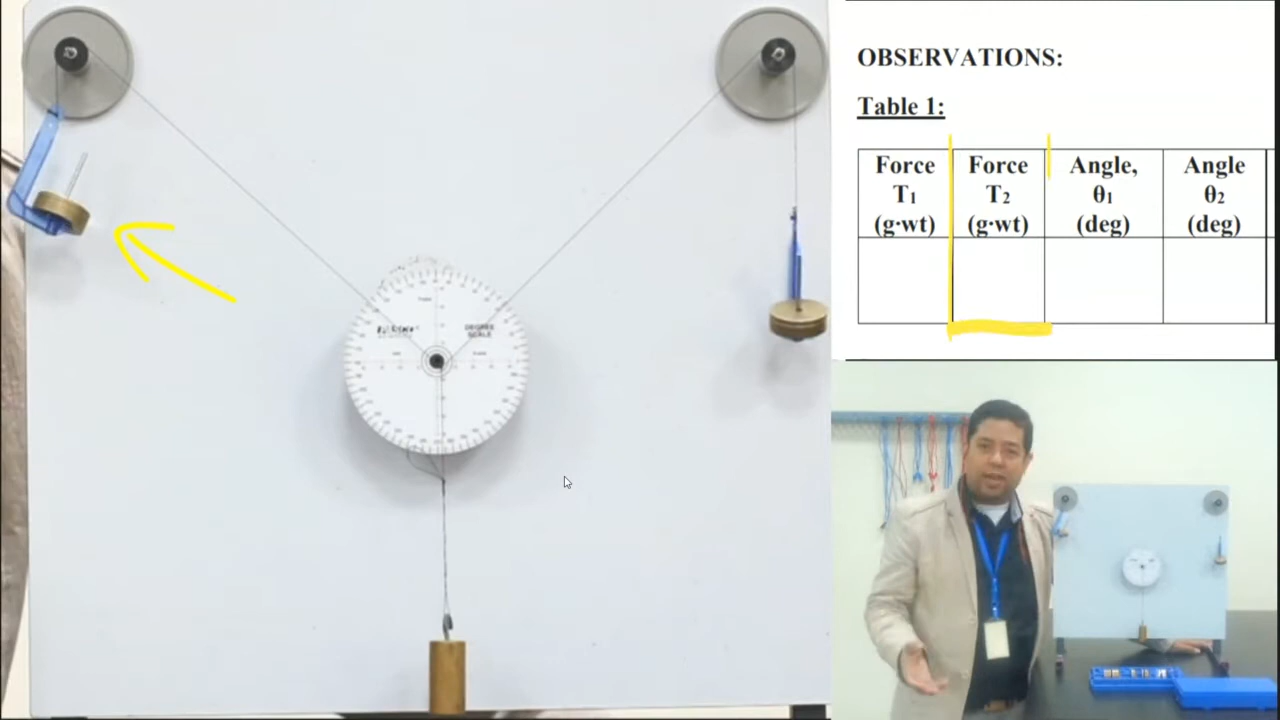 OBSERVATIONS:
Table 1:
Force
T₁
(g·wt)
Force
T₂
(g·wt)
Angle,
θ₁
(deg)
Angle
θ₂
(deg)
DEGREE
SCALE